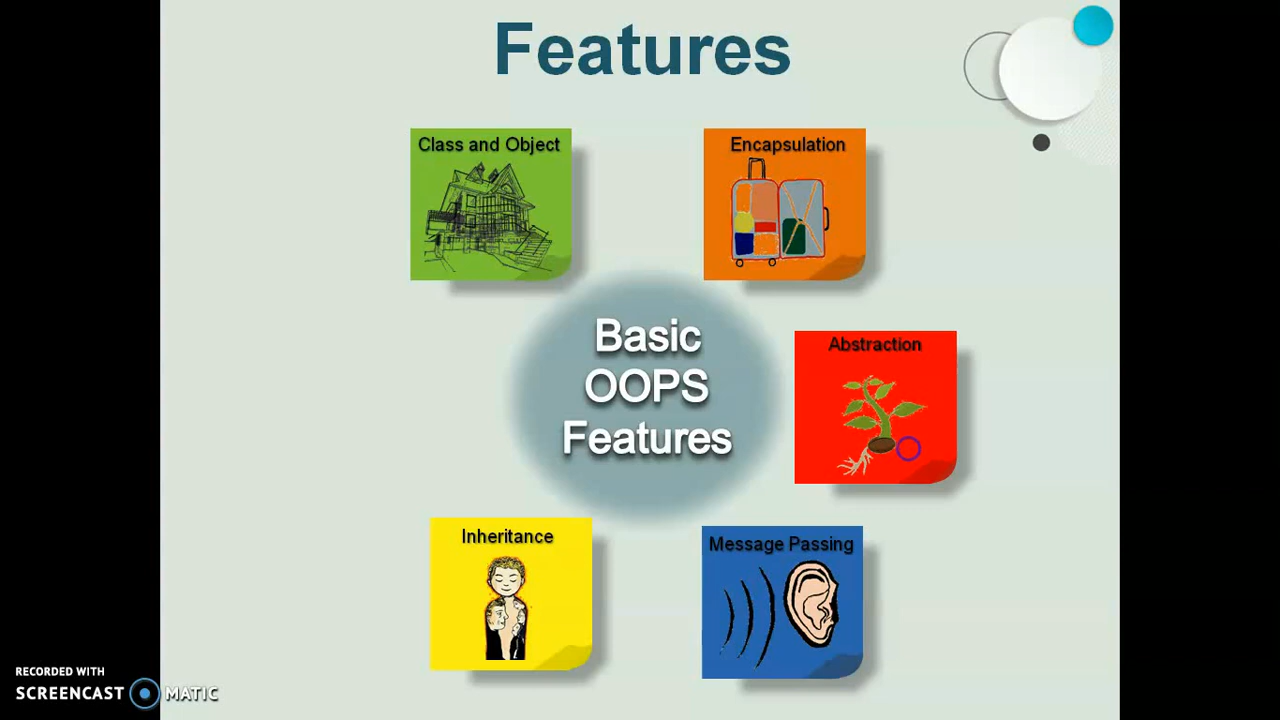 Features
Class and Object
Encapsulation
Basic
OOPS
Features
Abstraction
Inheritance
Message Passing
RECORDED WITH
SCREENCAST MATIC